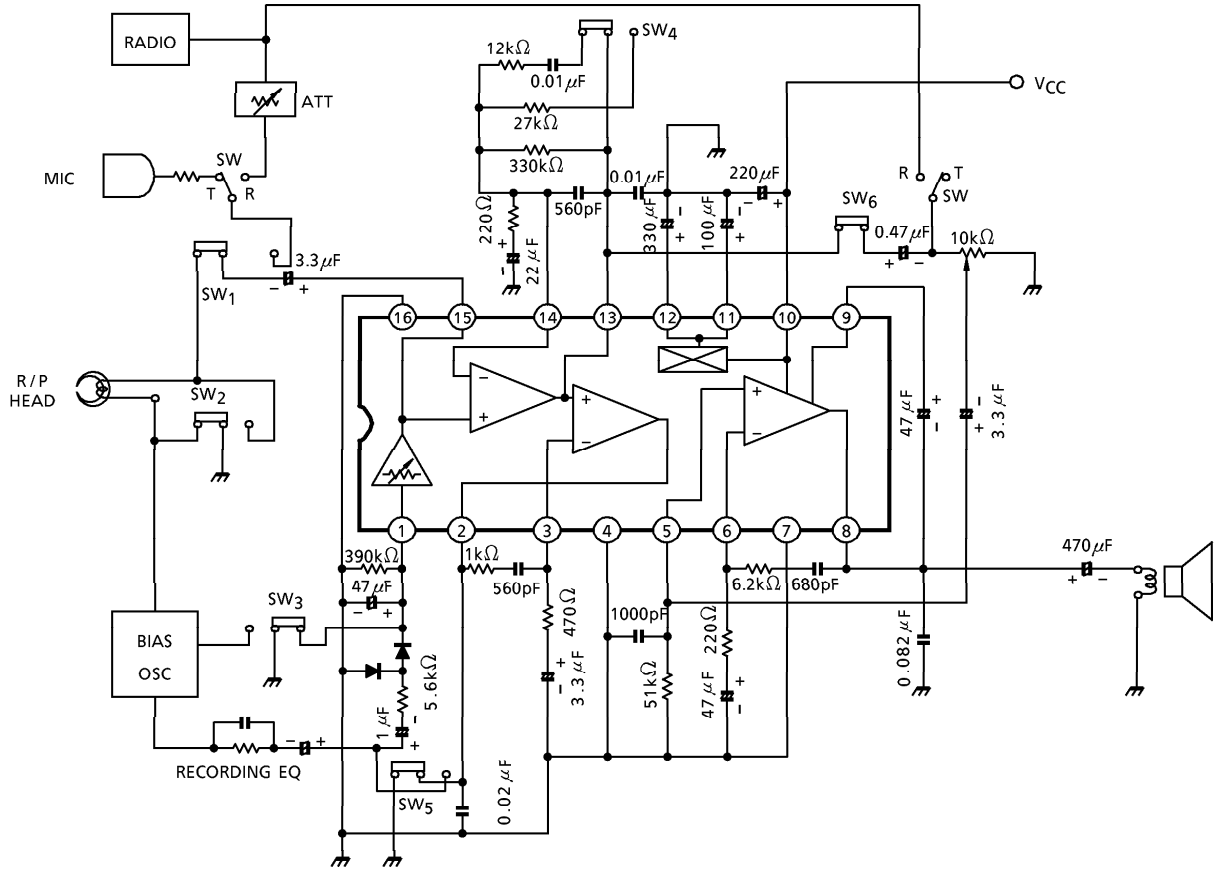 RADIO
ATT
MIC
SW
T
R
12kΩ
0.01μF
SW4
27kΩ
330kΩ
560pF
220Ω
+
-
22μF
0.01μF
330μF
-
+
100μF
-
+
220μF
-
+
VCC
R
T
SW
SW6
0.47μF
+
-
10kΩ
SW1
3.3μF
-
+
R/P
HEAD
SW2
16
15
14
13
12
11
10
9
-
+
+
-
+
-
47μF
+
-
-
+
3.3μF
1
2
3
4
5
6
7
8
390kΩ
47μF
-
+
1kΩ
560pF
470Ω
+
-
3.3μF
1000pF
51kΩ
6.2kΩ
680pF
220Ω
47μF
+
-
0.082μF
470μF
+
-
BIAS
OSC
SW3
5.6kΩ
1μF
-
+
-
+
RECORDING EQ
SW5
0.02μF